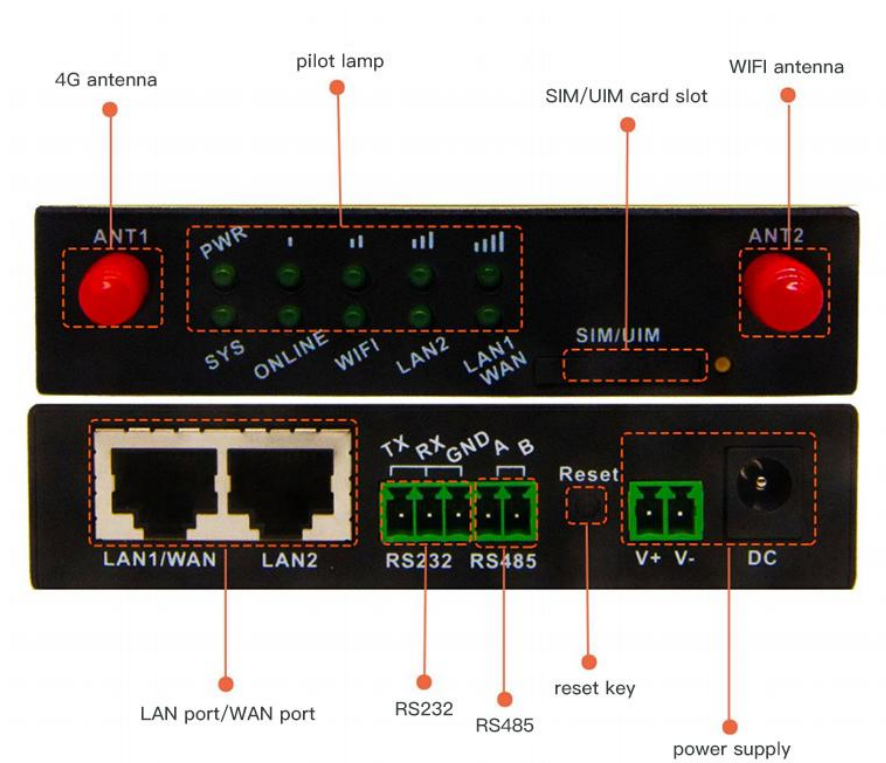 pilot lamp
4G antenna
WIFI antenna
SIM/UIM card slot
ANT1
PWR
ANT2
SIM/UIM
SYS
ONLINE
WIFI
LAN2
LAN1
WAN
TX
RX
GND
A
B
Reset
LAN1/WAN
LAN2
RS232
RS485
V+ V-
DC
LAN port/WAN port
RS232
RS485
reset key
power supply